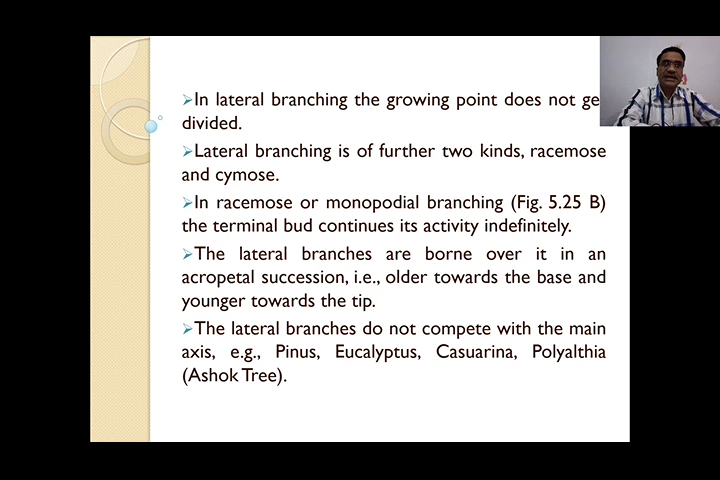 ➢In lateral branching the growing point does not ge
divided.
➢Lateral branching is of further two kinds, racemose
and cymose.
➢In racemose or monopodial branching (Fig. 5.25 B)
the terminal bud continues its activity indefinitely.
➢The lateral branches are borne over it in an
acropetal succession, i.e., older towards the base and
younger towards the tip.
➢The lateral branches do not compete with the main
axis, e.g., Pinus, Eucalyptus, Casuarina, Polyalthia
(Ashok Tree).